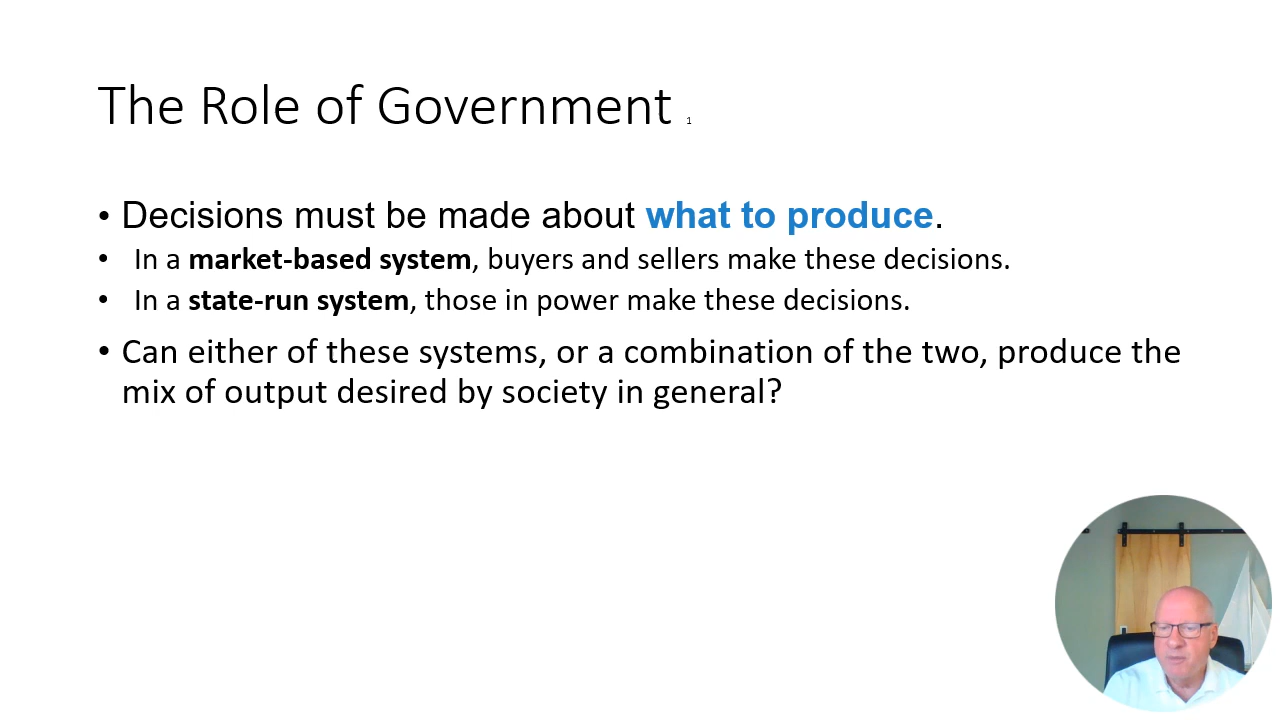 The Role of Government 1
• Decisions must be made about what to produce.
• In a market-based system, buyers and sellers make these decisions.
• In a state-run system, those in power make these decisions.
• Can either of these systems, or a combination of the two, produce the
mix of output desired by society in general?